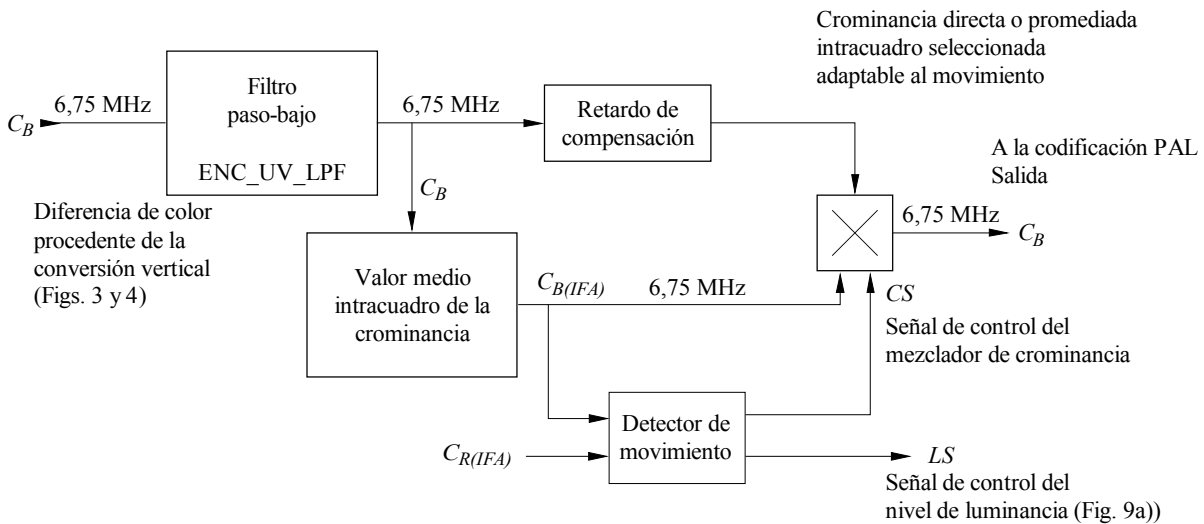 Crominancia directa o promediada
intracuadro seleccionada
adaptable al movimiento
Filtro
paso-bajo
ENC_UV_LPF
6,75 MHz
6,75 MHz
C_B
Retardo de
compensación
A la codificación PAL
Salida
C_B
6,75 MHz
C_B
Diferencia de color
procedente de la
conversión vertical
(Figs. 3 y 4)
Valor medio
intracuadro de la
crominancia
C_B(IFA)
6,75 MHz
CS
Señal de control del
mezclador de crominancia
Detector de
movimiento
C_R(IFA)
LS
Señal de control del
nivel de luminancia (Fig. 9a))